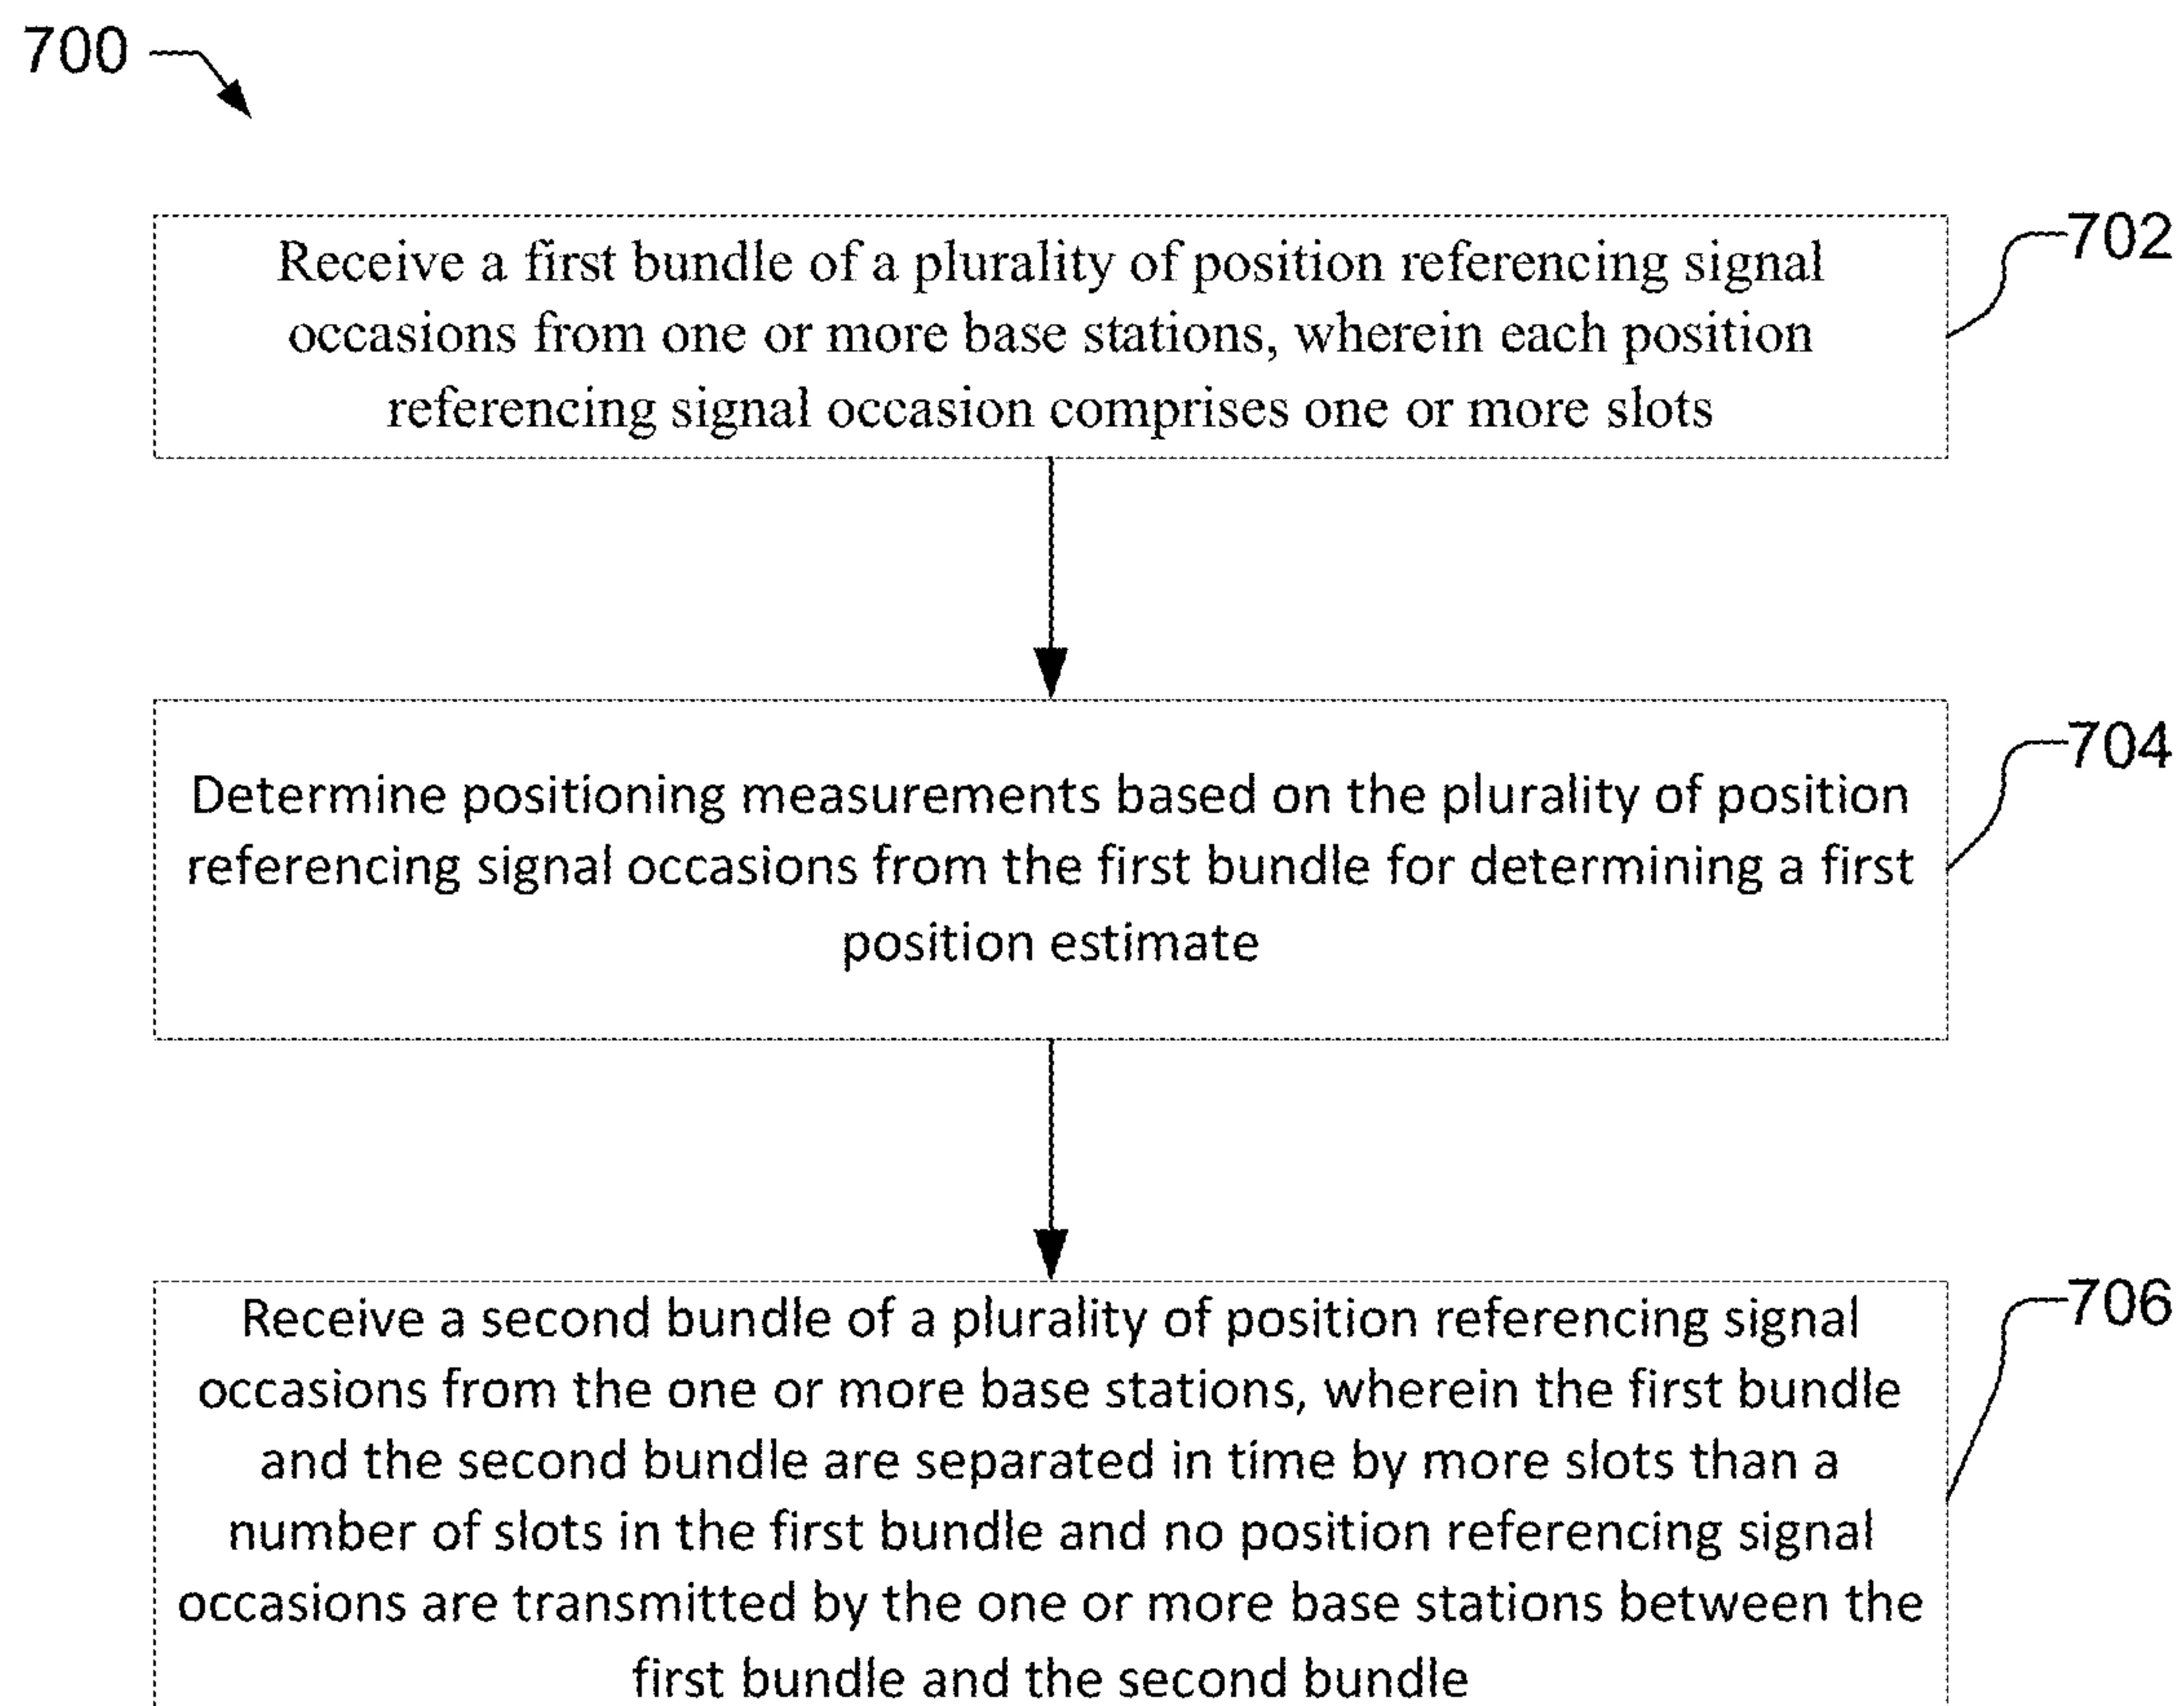 700
Receive a first bundle of a plurality of position referencing signal
702
occasions from one or more base stations, wherein each position
referencing signal occasion comprises one or more slots
704
Determine positioning measurements based on the plurality of position
referencing signal occasions from the first bundle for determining a first
position estimate
706
Receive a second bundle of a plurality of position referencing signal
occasions from the one or more base stations, wherein the first bundle
and the second bundle are separated in time by more slots than a
number of slots in the first bundle and no position referencing signal
occasions are transmitted by the one or more base stations between the
first bundle and the second bundle